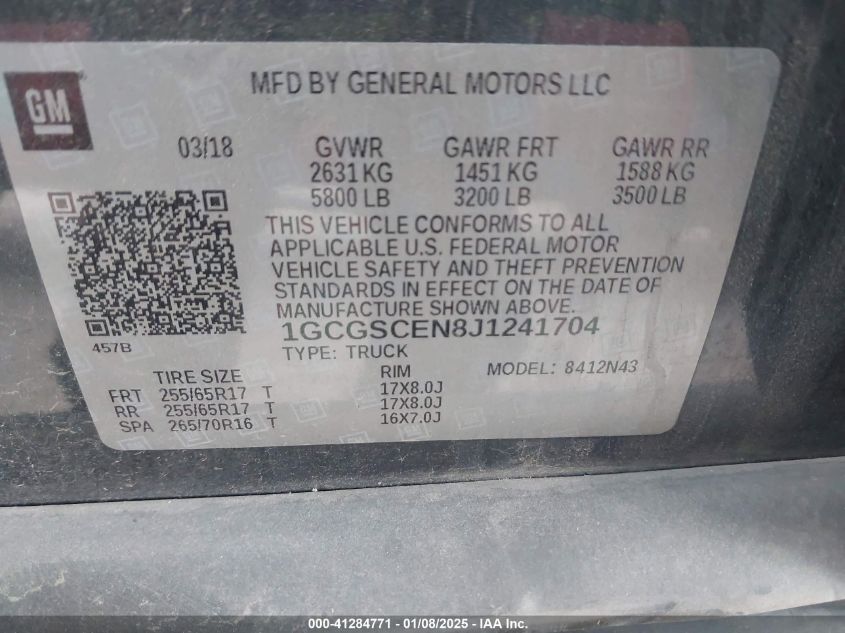 MFD BY GENERAL MOTORS LLC
GM
03/18 GVWR GAWR FRT GAWR RR
2631 KG 1451 KG 1588 KG
5800 LB 3200 LB 3500 LB
THIS VEHICLE CONFORMS TO ALL
APPLICABLE U.S. FEDERAL MOTOR
VEHICLE SAFETY AND THEFT PREVENTION
STANDARDS IN EFFECT ON THE DATE OF
MANUFACTURE SHOWN ABOVE.
1GCGSCEN8J1241704
457B
TYPE: TRUCK
TIRE SIZE RIM MODEL: 8412N43
FRT 255/65R17 T 17X8.0J
RR 255/65R17 T 17X8.0J
SPA 265/70R16 T 16X7.0J
000-41284771 - 01/08/2025 - IAA Inc.